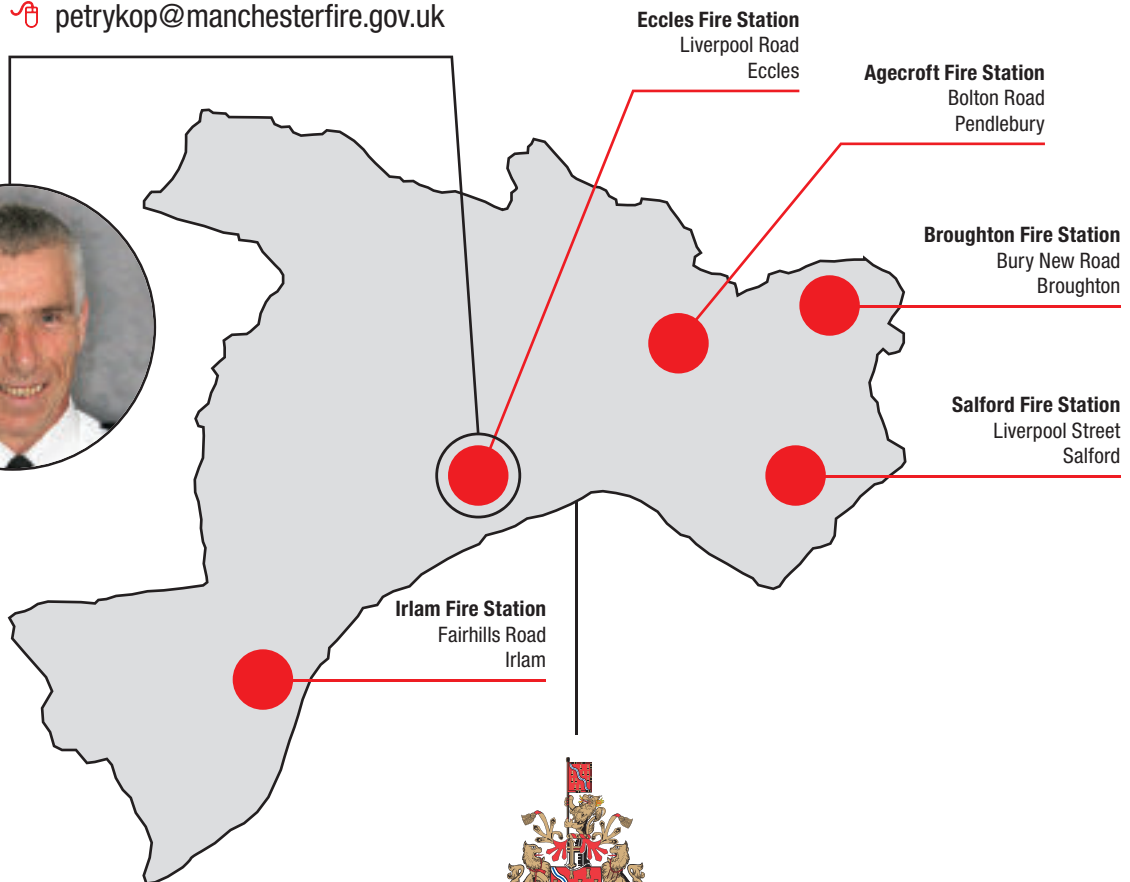 petrykop@manchesterfire.gov.uk
Eccles Fire Station
Liverpool Road
Eccles
Agecroft Fire Station
Bolton Road
Pendlebury
Broughton Fire Station
Bury New Road
Broughton
Salford Fire Station
Liverpool Street
Salford
Irlam Fire Station
Fairhills Road
Irlam